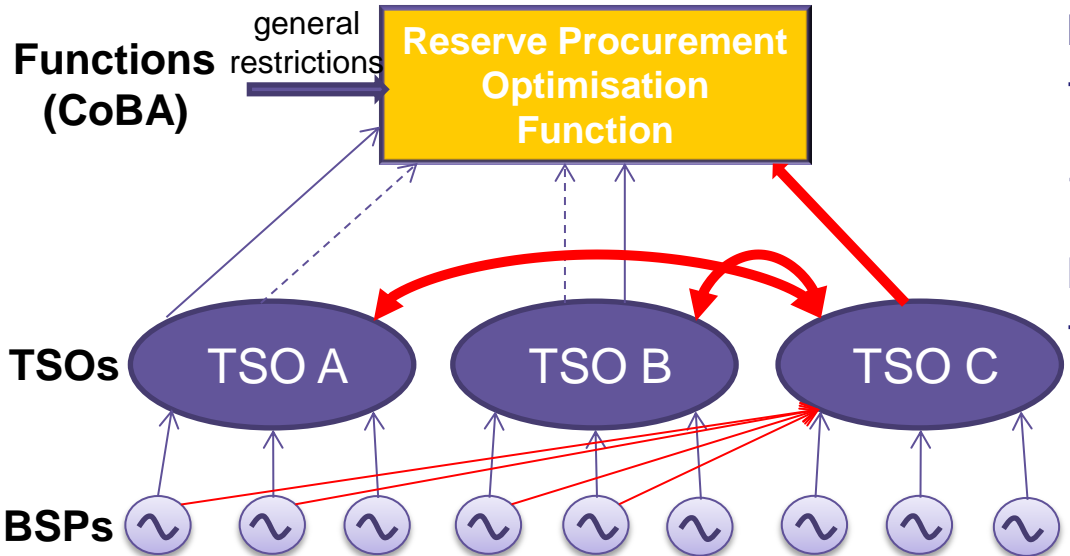 general
restrictions
Functions
(CoBA)
Reserve Procurement
Optimisation
Function
TSOs
TSO A
TSO B
TSO C
BSPs